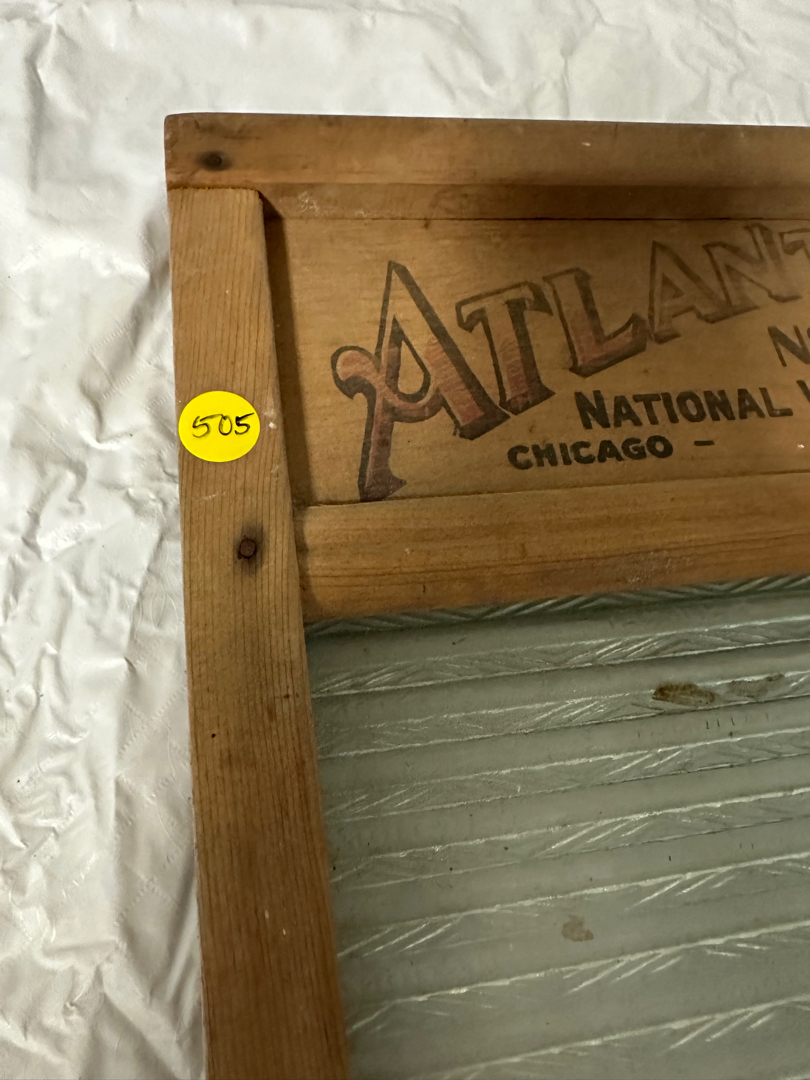 ATLANT
N
NATIONAL
CHICAGO –
505